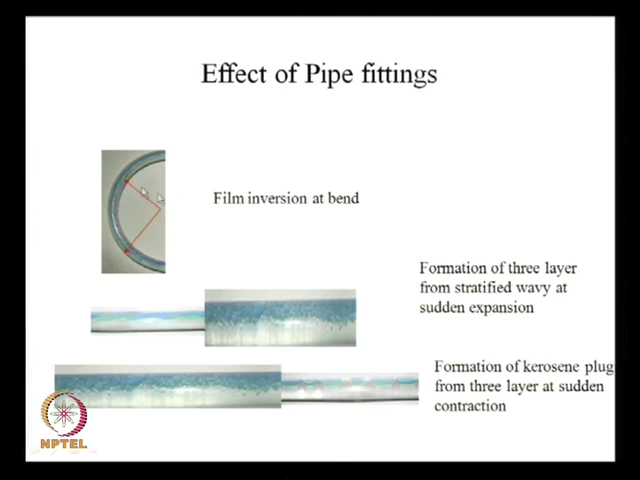 Effect of Pipe fittings
Film inversion at bend
Formation of three layer
from stratified wavy at
sudden expansion
Formation of kerosene plug
from three layer at sudden
contraction
NPTEL